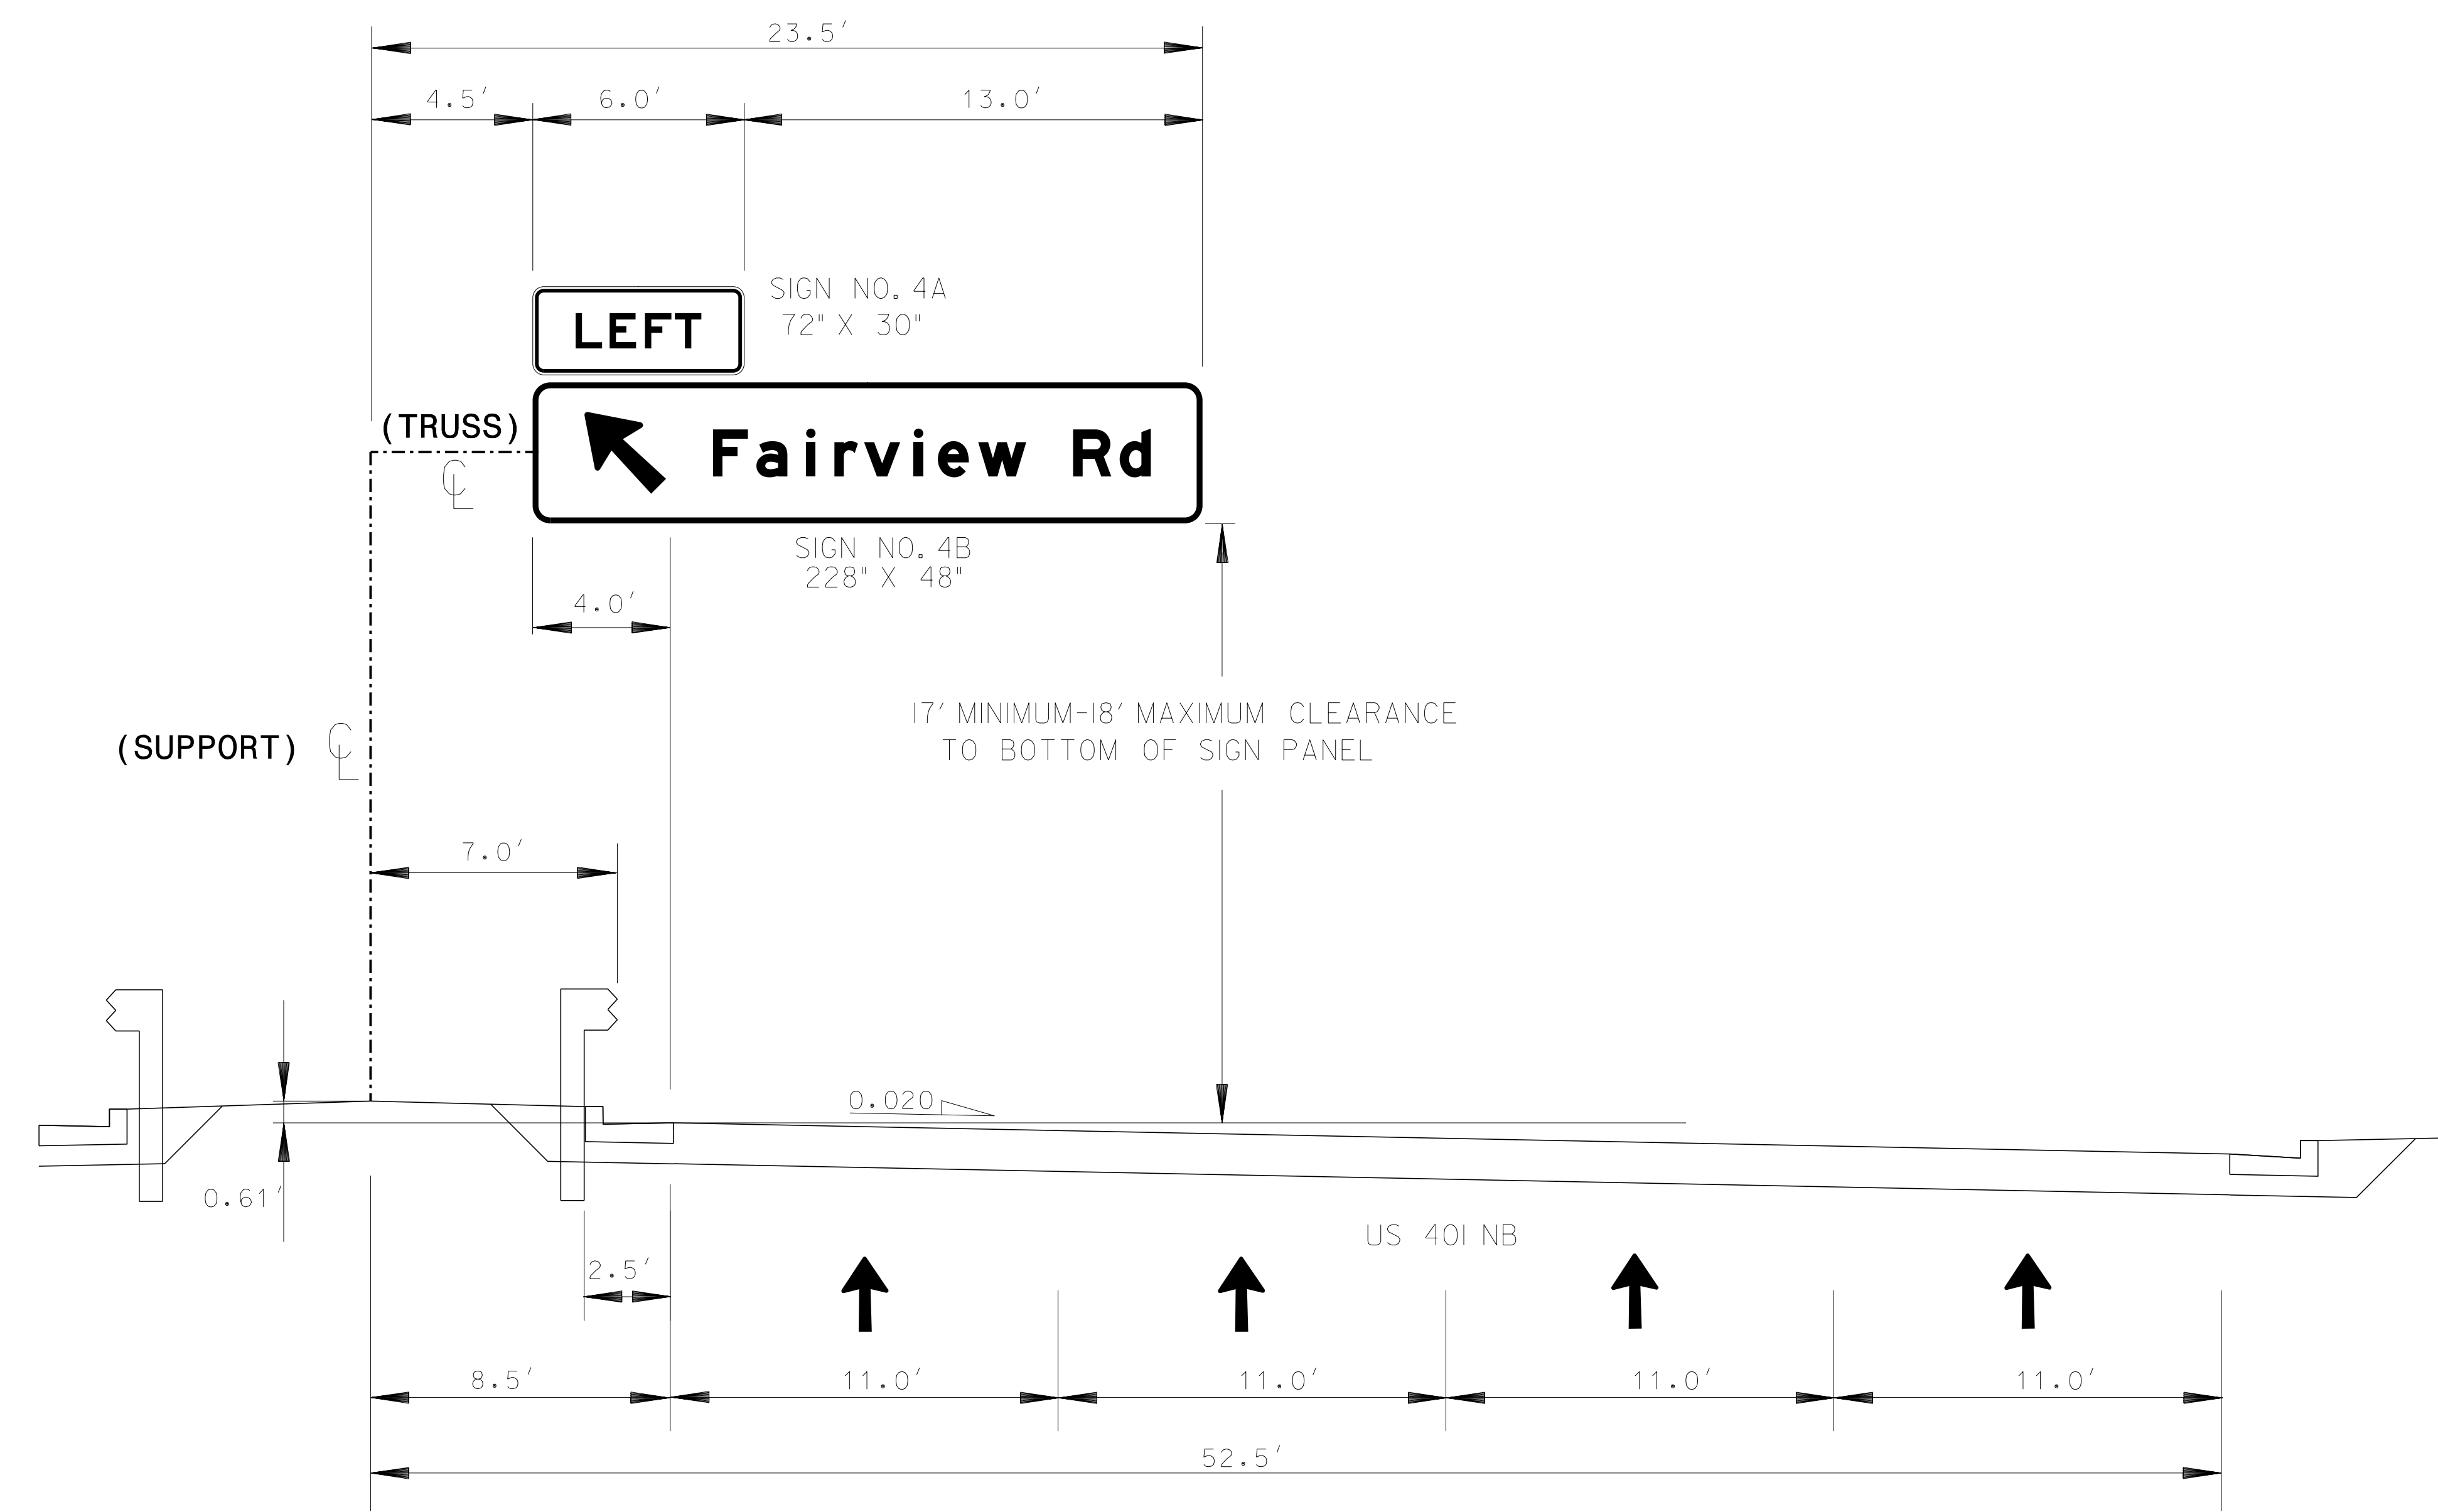 23.5'
4.5' 6.0' 13.0'
SIGN NO. 4A
72" X 30"
LEFT
(TRUSS)
Fairview Rd
CL
SIGN NO. 4B
228" X 48"
4.0'
17' MINIMUM-18' MAXIMUM CLEARANCE
TO BOTTOM OF SIGN PANEL
(SUPPORT) CL
7.0'
0.020
0.61'
US 401 NB
2.5'
8.5' 11.0' 11.0' 11.0' 11.0'
52.5'